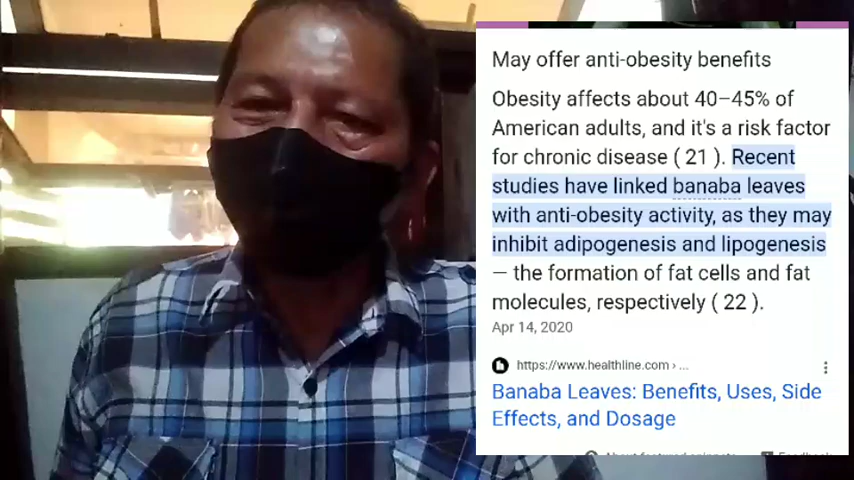 May offer anti-obesity benefits
Obesity affects about 40–45% of
American adults, and it's a risk factor
for chronic disease ( 21 ). Recent
studies have linked banaba leaves
with anti-obesity activity, as they may
inhibit adipogenesis and lipogenesis
— the formation of fat cells and fat
molecules, respectively ( 22 ).
Apr 14, 2020
https://www.healthline.com › ...
Banaba Leaves: Benefits, Uses, Side
Effects, and Dosage